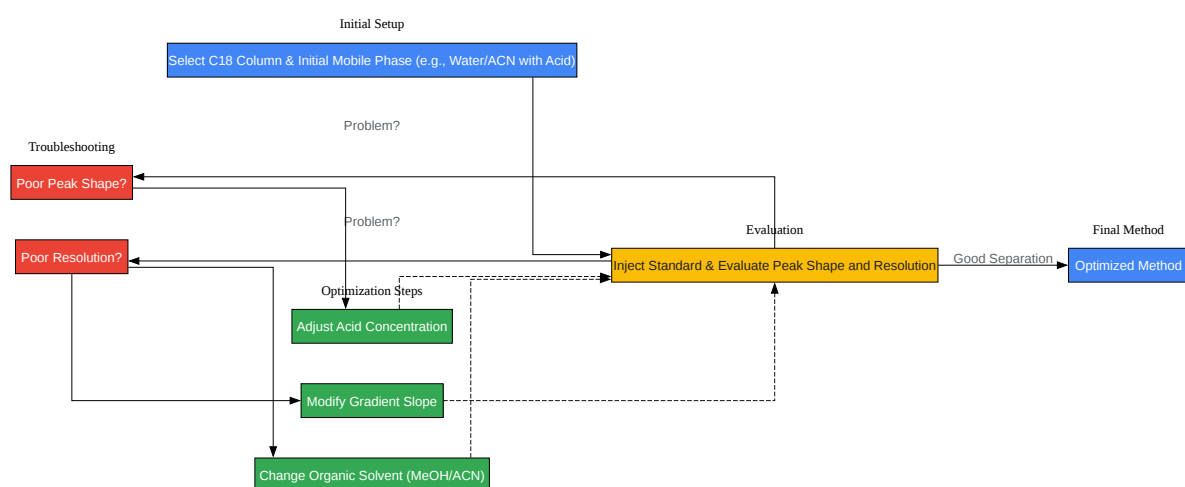 Initial Setup
Select C18 Column & Initial Mobile Phase (e.g., Water/ACN with Acid)
Problem?
Troubleshooting
Poor Peak Shape?
Problem?
Evaluation
Final Method
Poor Resolution?
Inject Standard & Evaluate Peak Shape and Resolution
Good Separation
Optimized Method
Optimization Steps
Adjust Acid Concentration
Modify Gradient Slope
Change Organic Solvent (MeOH/ACN)